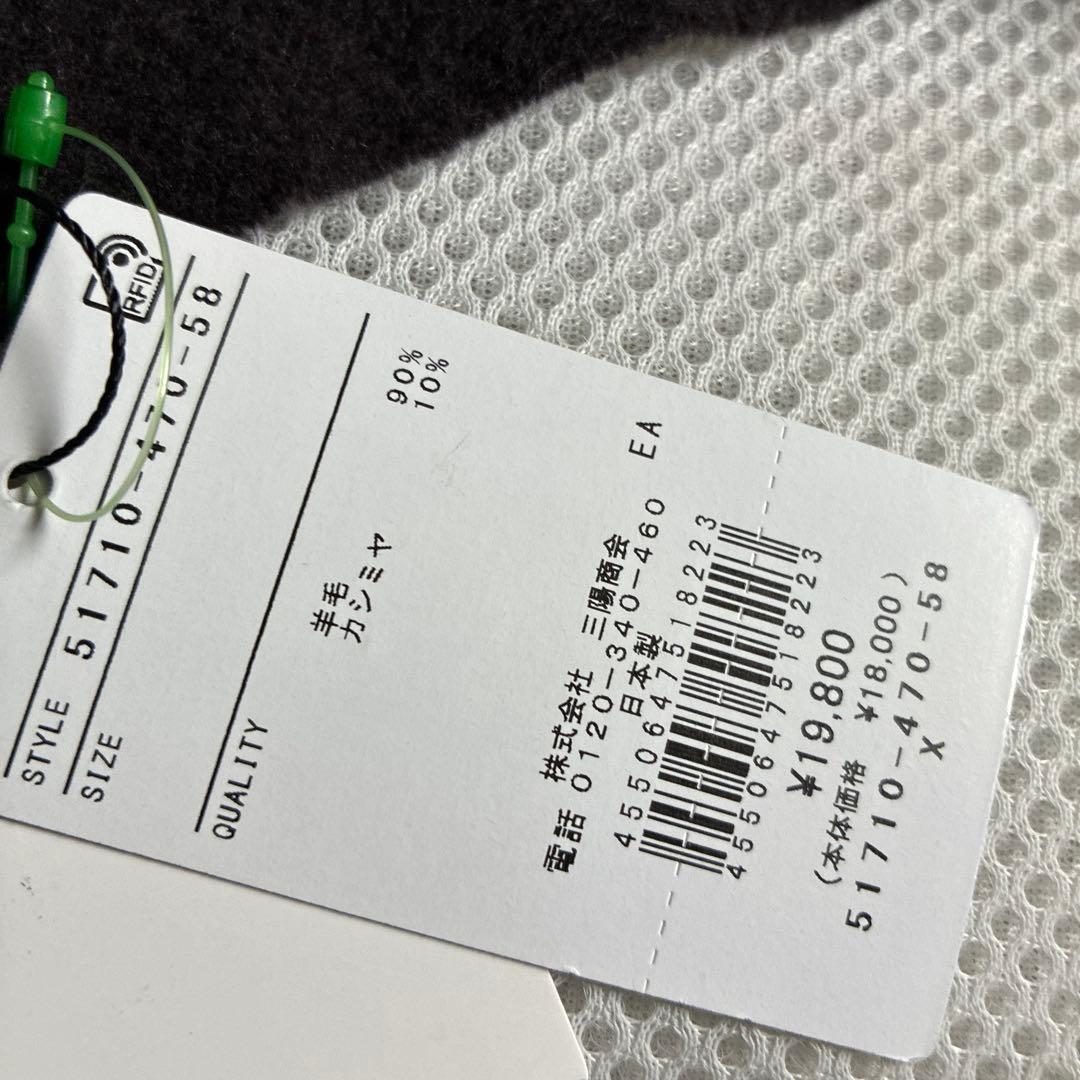 RFID
STYLE 51710-470-58
SIZE
QUALITY
羊毛 90%
カシミヤ 10%
EA
株式会社 三陽商会
電話 0120-340-460
日本製
4550647518223
4550647518223
¥19,800
(本体価格 ¥18,000)
51710-470-58
X